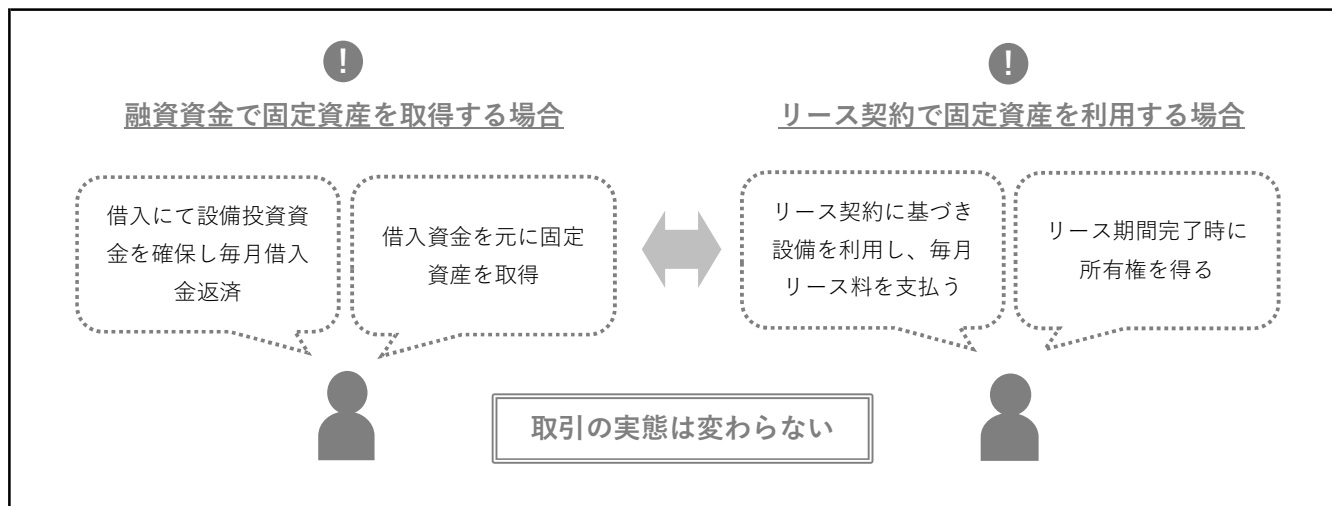 !
融資資金で固定資産を取得する場合
借入にて設備投資資
金を確保し毎月借入
金返済
借入資金を元に固定
資産を取得
!
リース契約で固定資産を利用する場合
リース契約に基づき
設備を利用し、毎月
リース料を支払う
リース期間完了時に
所有権を得る
取引の実態は変わらない